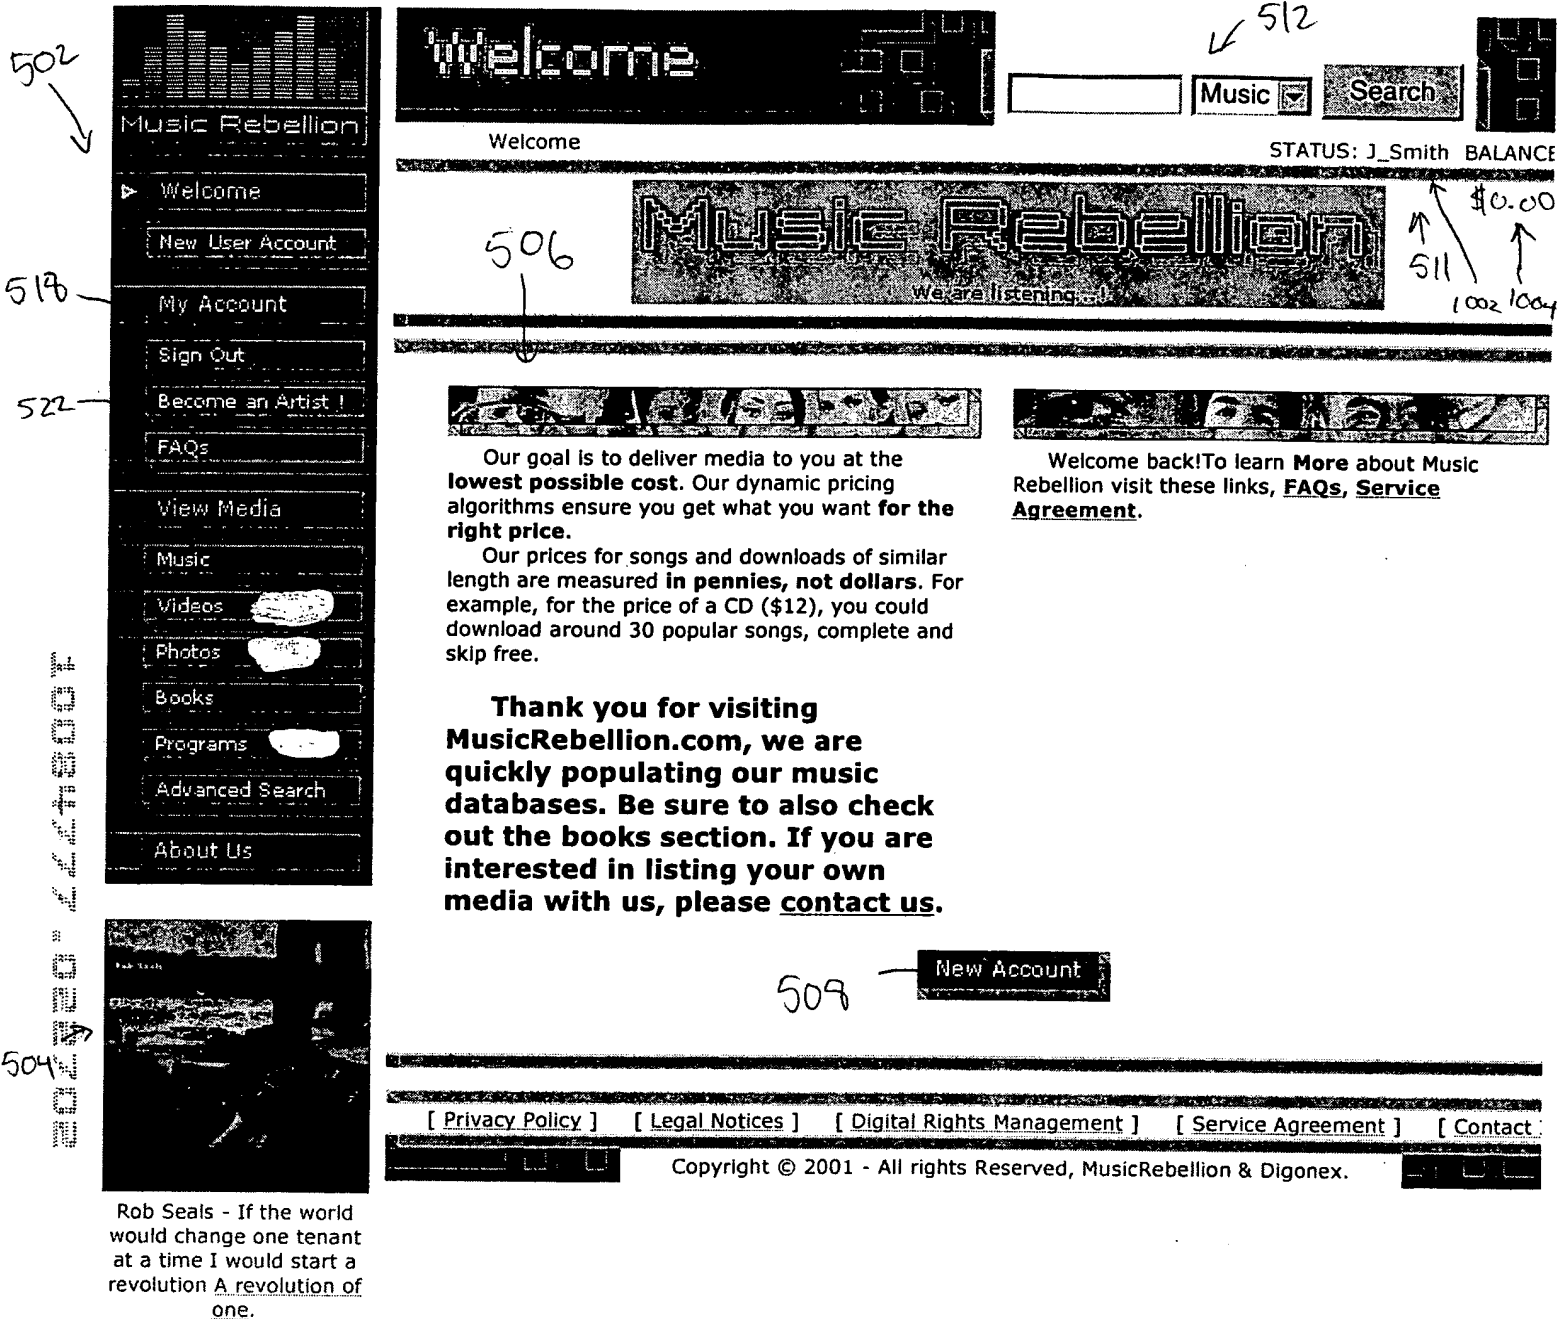 502
Music Rebellion
Welcome
New User Account
518
My Account
Sign Out
522
Become an Artist !
FAQs
View Media
Music
Videos
Photos
Books
Programs
Advanced Search
About Us
504
Rob Seals
Rob Seals - If the world
would change one tenant
at a time I would start a
revolution A revolution of
one.
Welcome
512
Music
Search
Welcome
STATUS: J_Smith BALANCE
$0.00
Music Rebellion
We are listening...!
511
1002 1004
506
Our goal is to deliver media to you at the
lowest possible cost. Our dynamic pricing
algorithms ensure you get what you want for the
right price.
Our prices for songs and downloads of similar
length are measured in pennies, not dollars. For
example, for the price of a CD ($12), you could
download around 30 popular songs, complete and
skip free.
Thank you for visiting
MusicRebellion.com, we are
quickly populating our music
databases. Be sure to also check
out the books section. If you are
interested in listing your own
media with us, please contact us.
Welcome back!To learn More about Music
Rebellion visit these links, FAQs, Service
Agreement.
508
New Account
[ Privacy Policy ] [ Legal Notices ] [ Digital Rights Management ] [ Service Agreement ] [ Contact
Copyright © 2001 - All rights Reserved, MusicRebellion & Digonex.